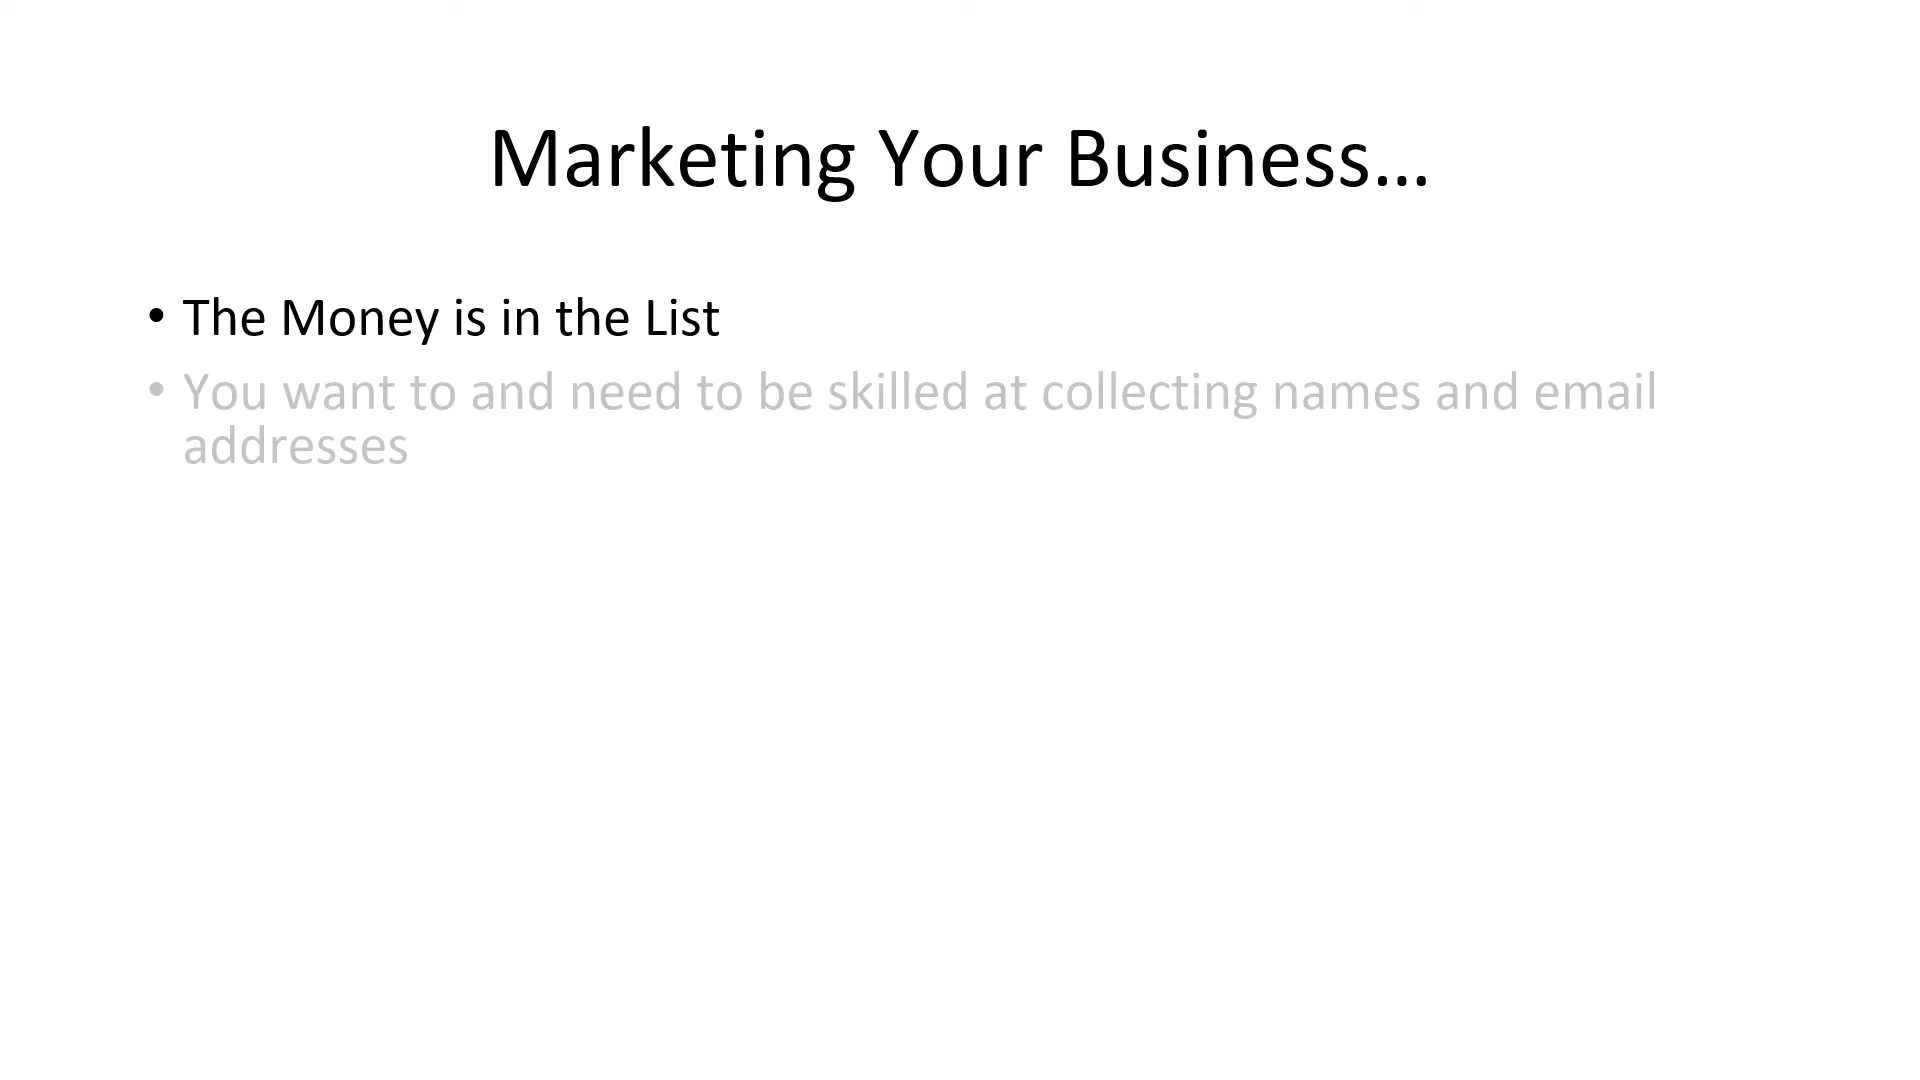 Marketing Your Business…
• The Money is in the List
• You want to and need to be skilled at collecting names and email
addresses